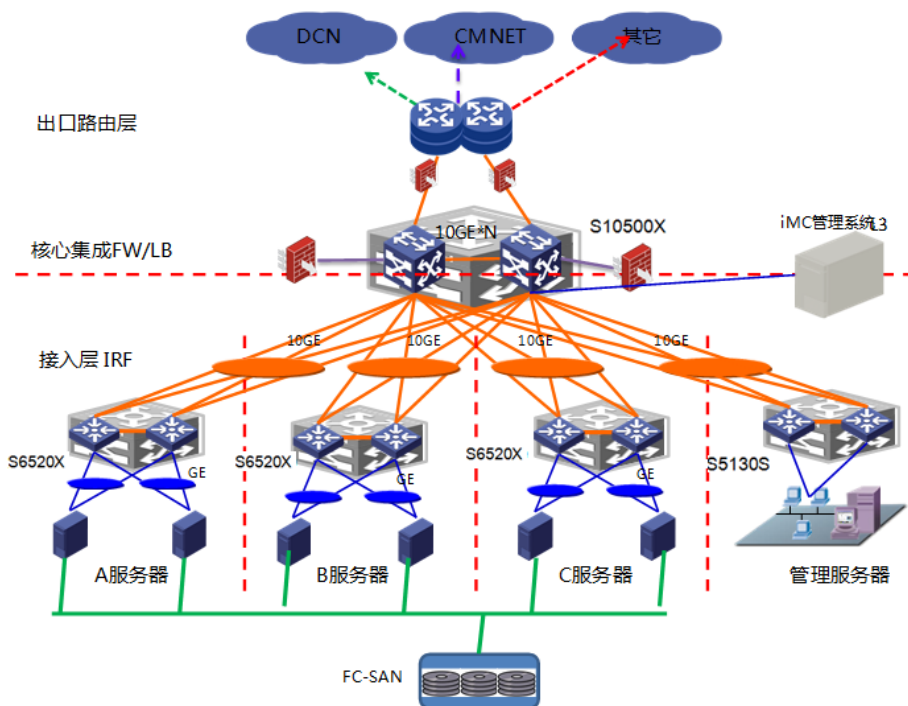 DCN
CMNET
其它
出口路由层
10GE*N
S10500X
iMC管理系统L3
核心集成FW/LB
10GE
10GE
10GE
10GE
接入层 IRF
S6520X
GE
S6520X
GE
S6520X
GE
S5130S
A服务器
B服务器
C服务器
管理服务器
FC-SAN